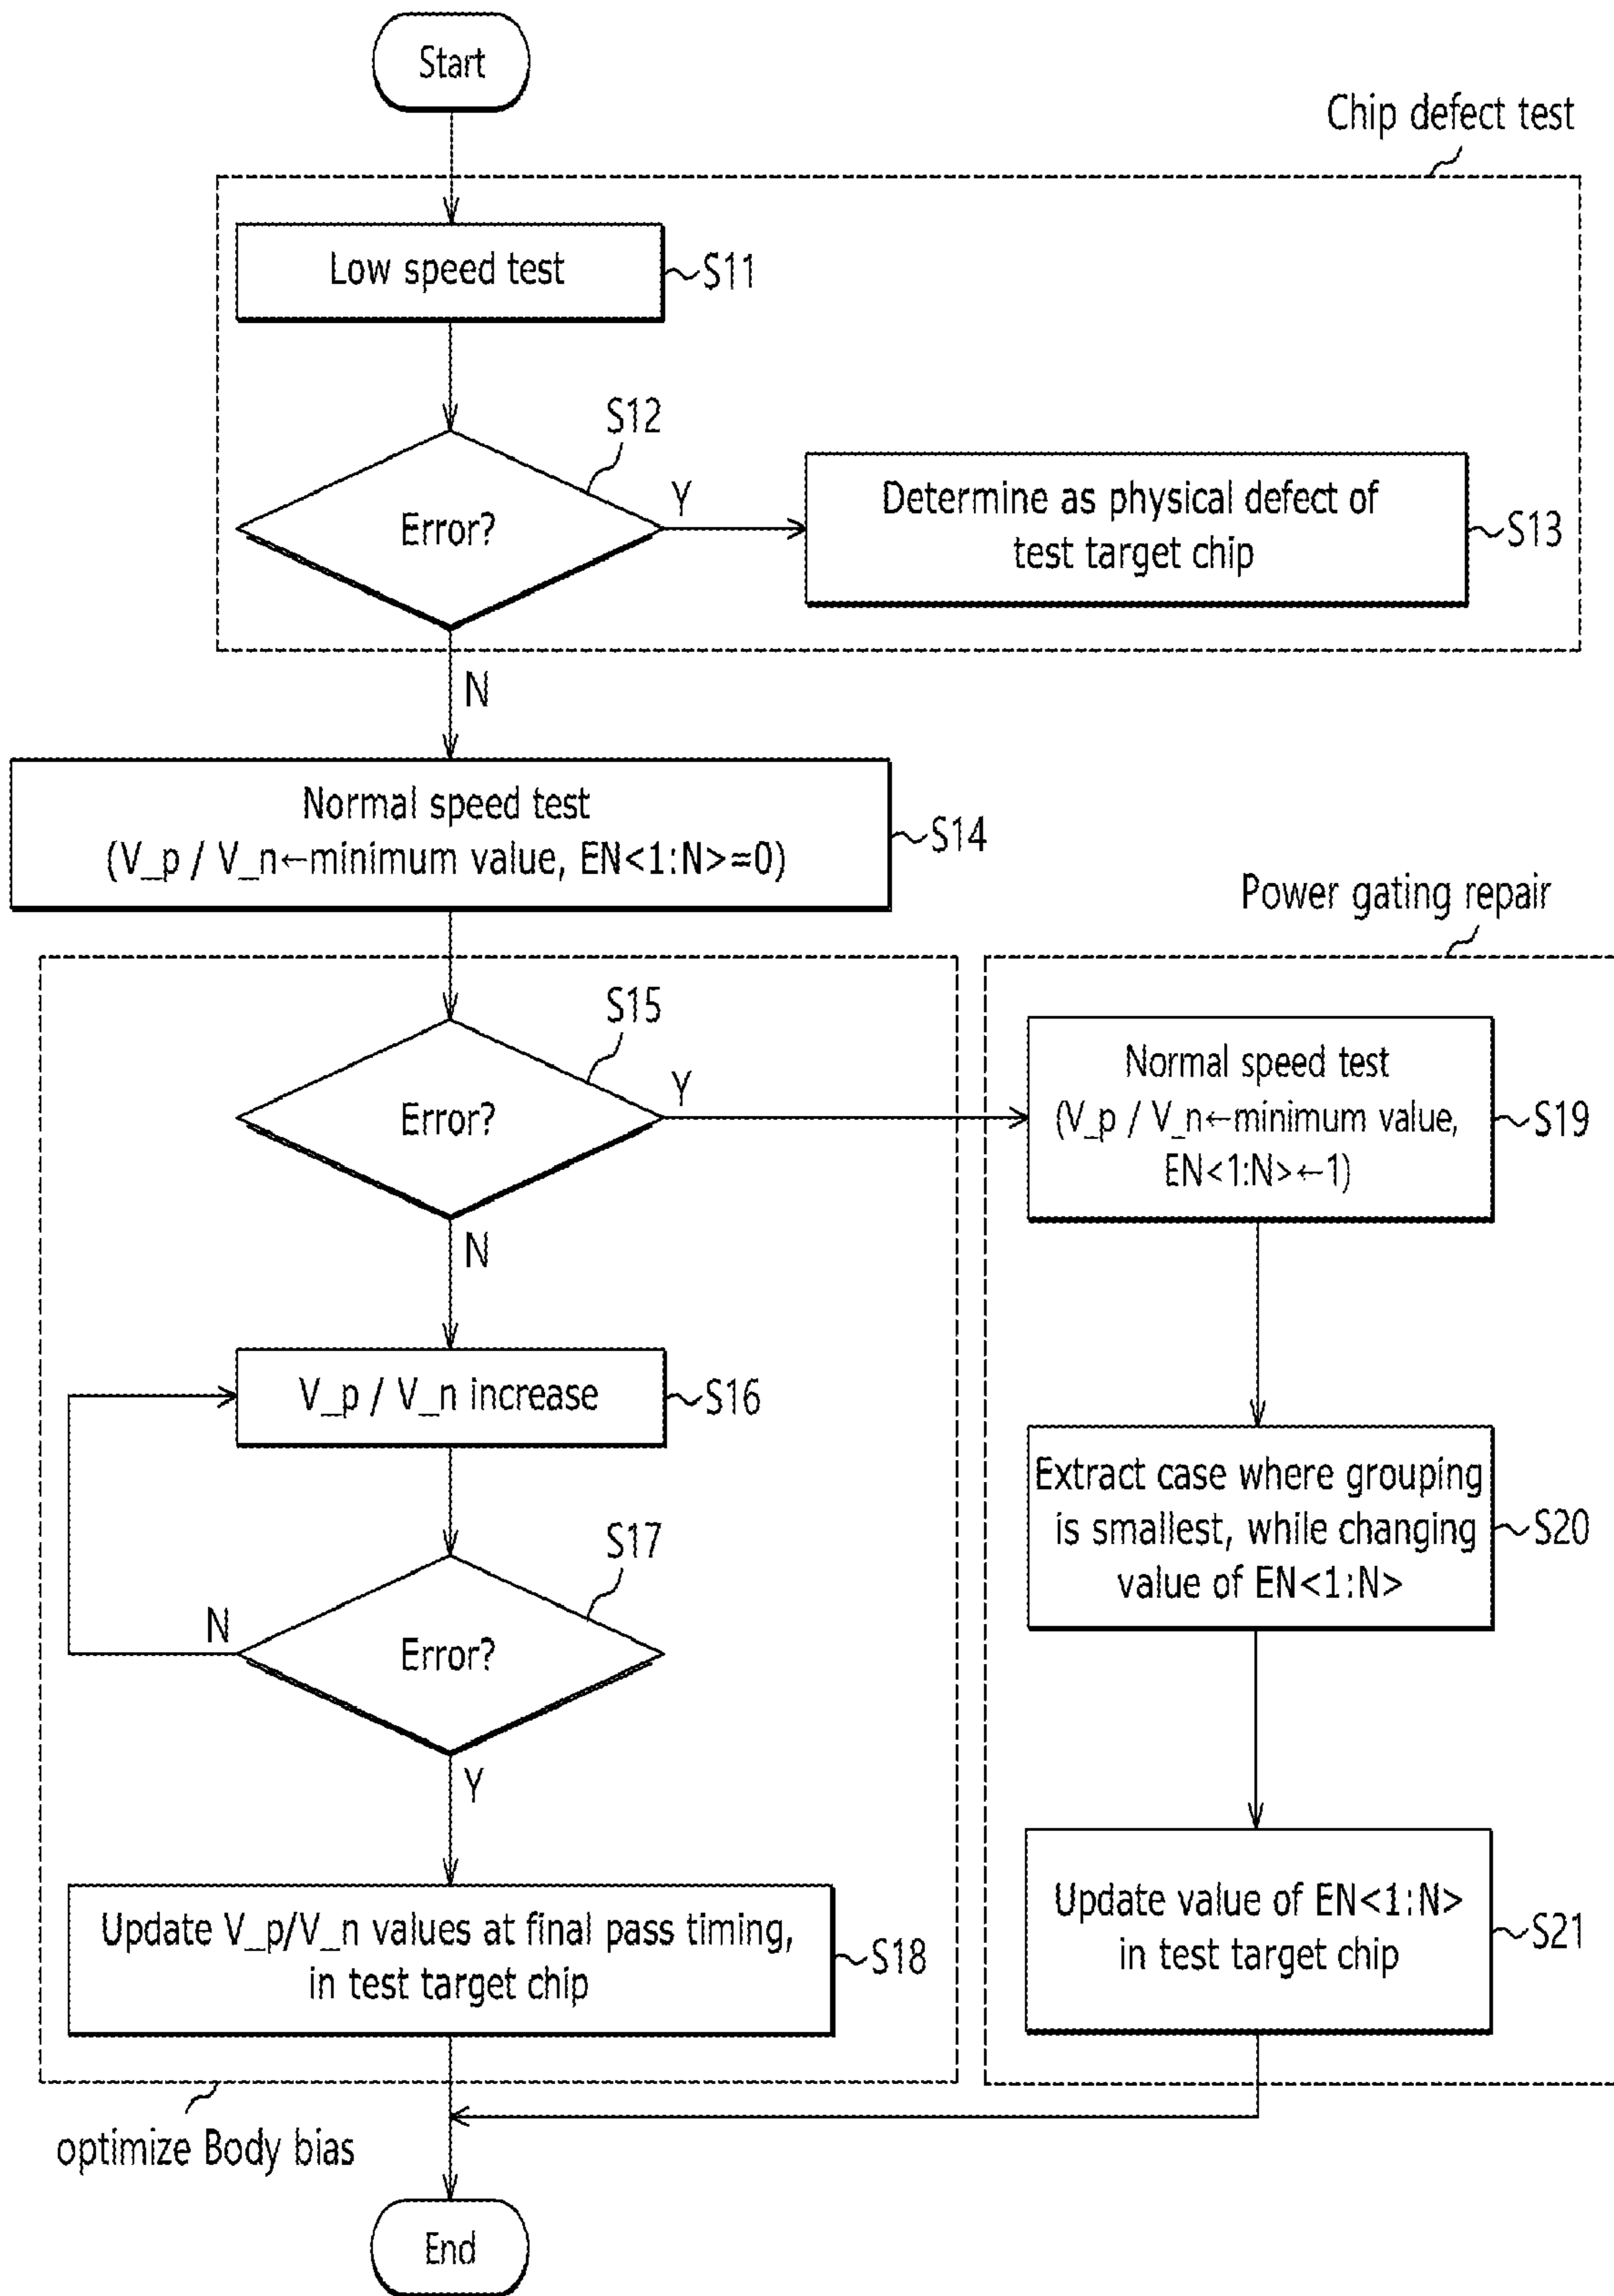 Start
Chip defect test
Low speed test
S11
S12
Error?
Y
Determine as physical defect of
test target chip
S13
N
Normal speed test
(V_p / V_n←minimum value, EN<1:N>=0)
S14
Power gating repair
S15
Error?
Y
Normal speed test
(V_p / V_n←minimum value,
EN<1:N>←1)
S19
N
V_p / V_n increase
S16
Extract case where grouping
is smallest, while changing
value of EN<1:N>
S20
S17
Error?
N
Y
Update V_p/V_n values at final pass timing,
in test target chip
S18
Update value of EN<1:N>
in test target chip
S21
optimize Body bias
End